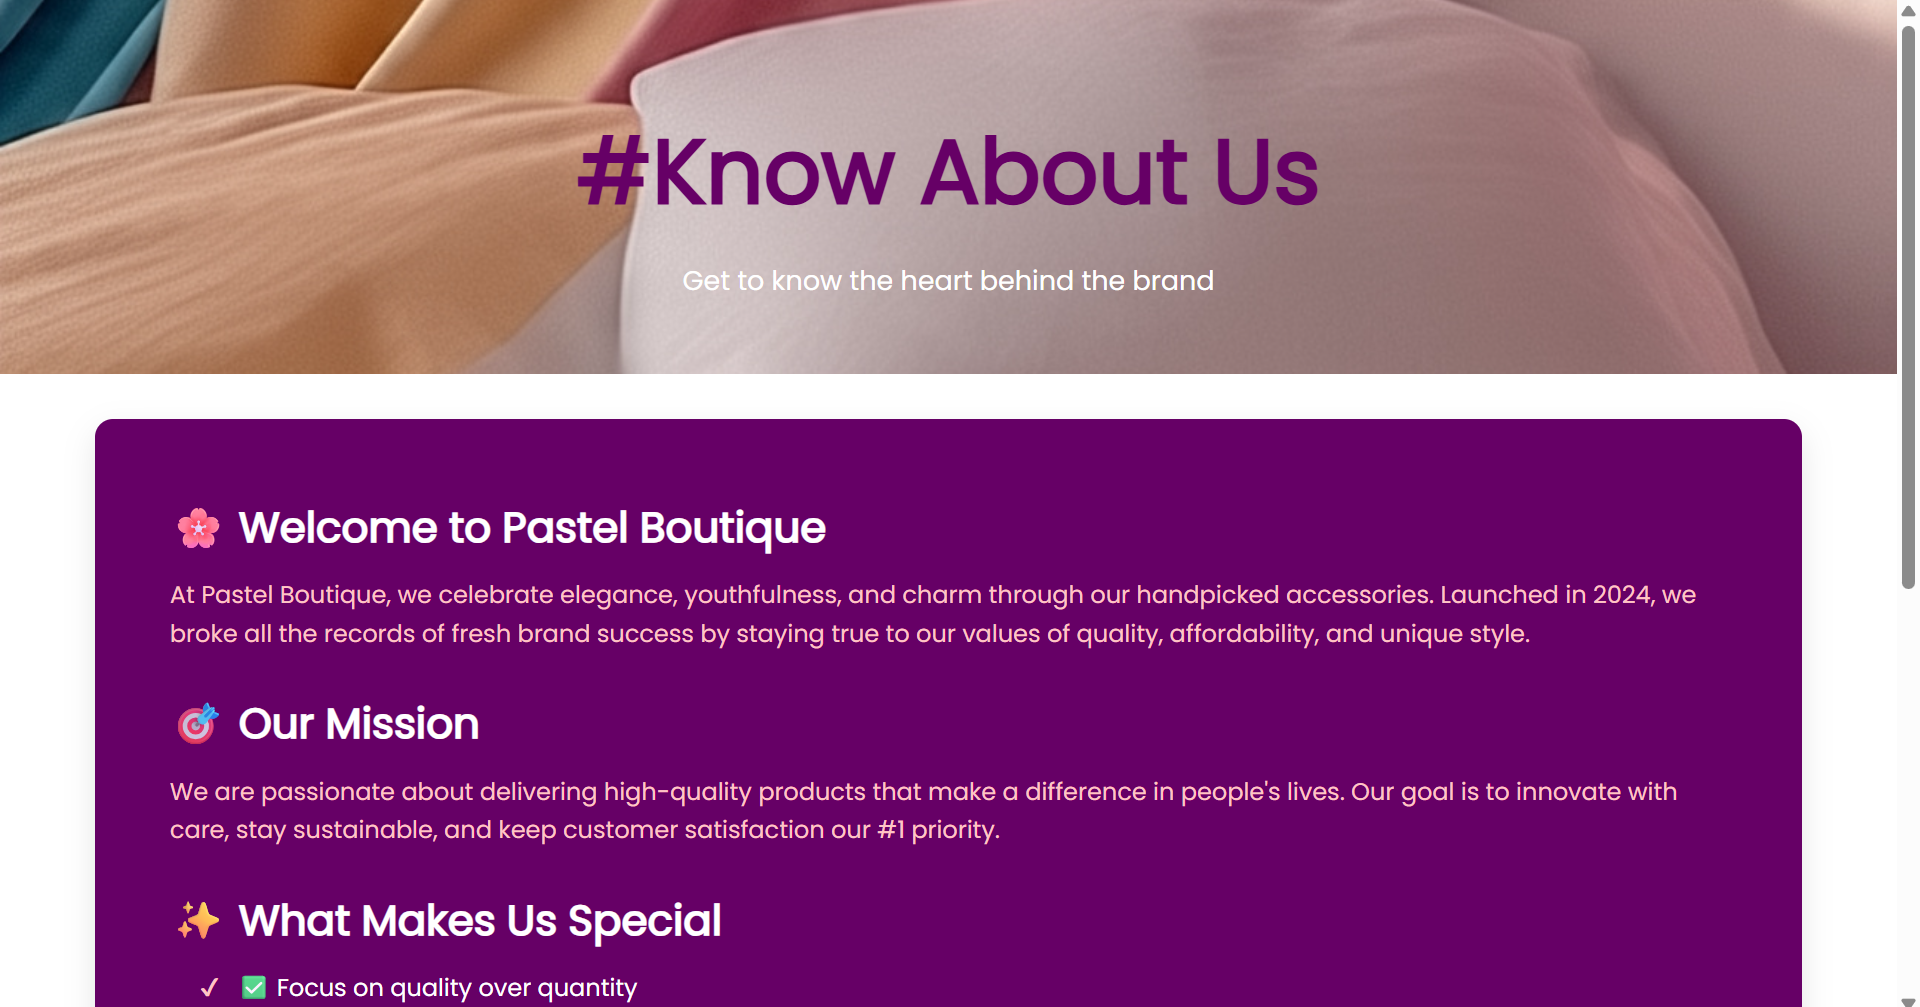 #Know About Us
Get to know the heart behind the brand
🌸 Welcome to Pastel Boutique
At Pastel Boutique, we celebrate elegance, youthfulness, and charm through our handpicked accessories. Launched in 2024, we
broke all the records of fresh brand success by staying true to our values of quality, affordability, and unique style.
🎯 Our Mission
We are passionate about delivering high-quality products that make a difference in people's lives. Our goal is to innovate with
care, stay sustainable, and keep customer satisfaction our #1 priority.
✨ What Makes Us Special
✓ ✅ Focus on quality over quantity